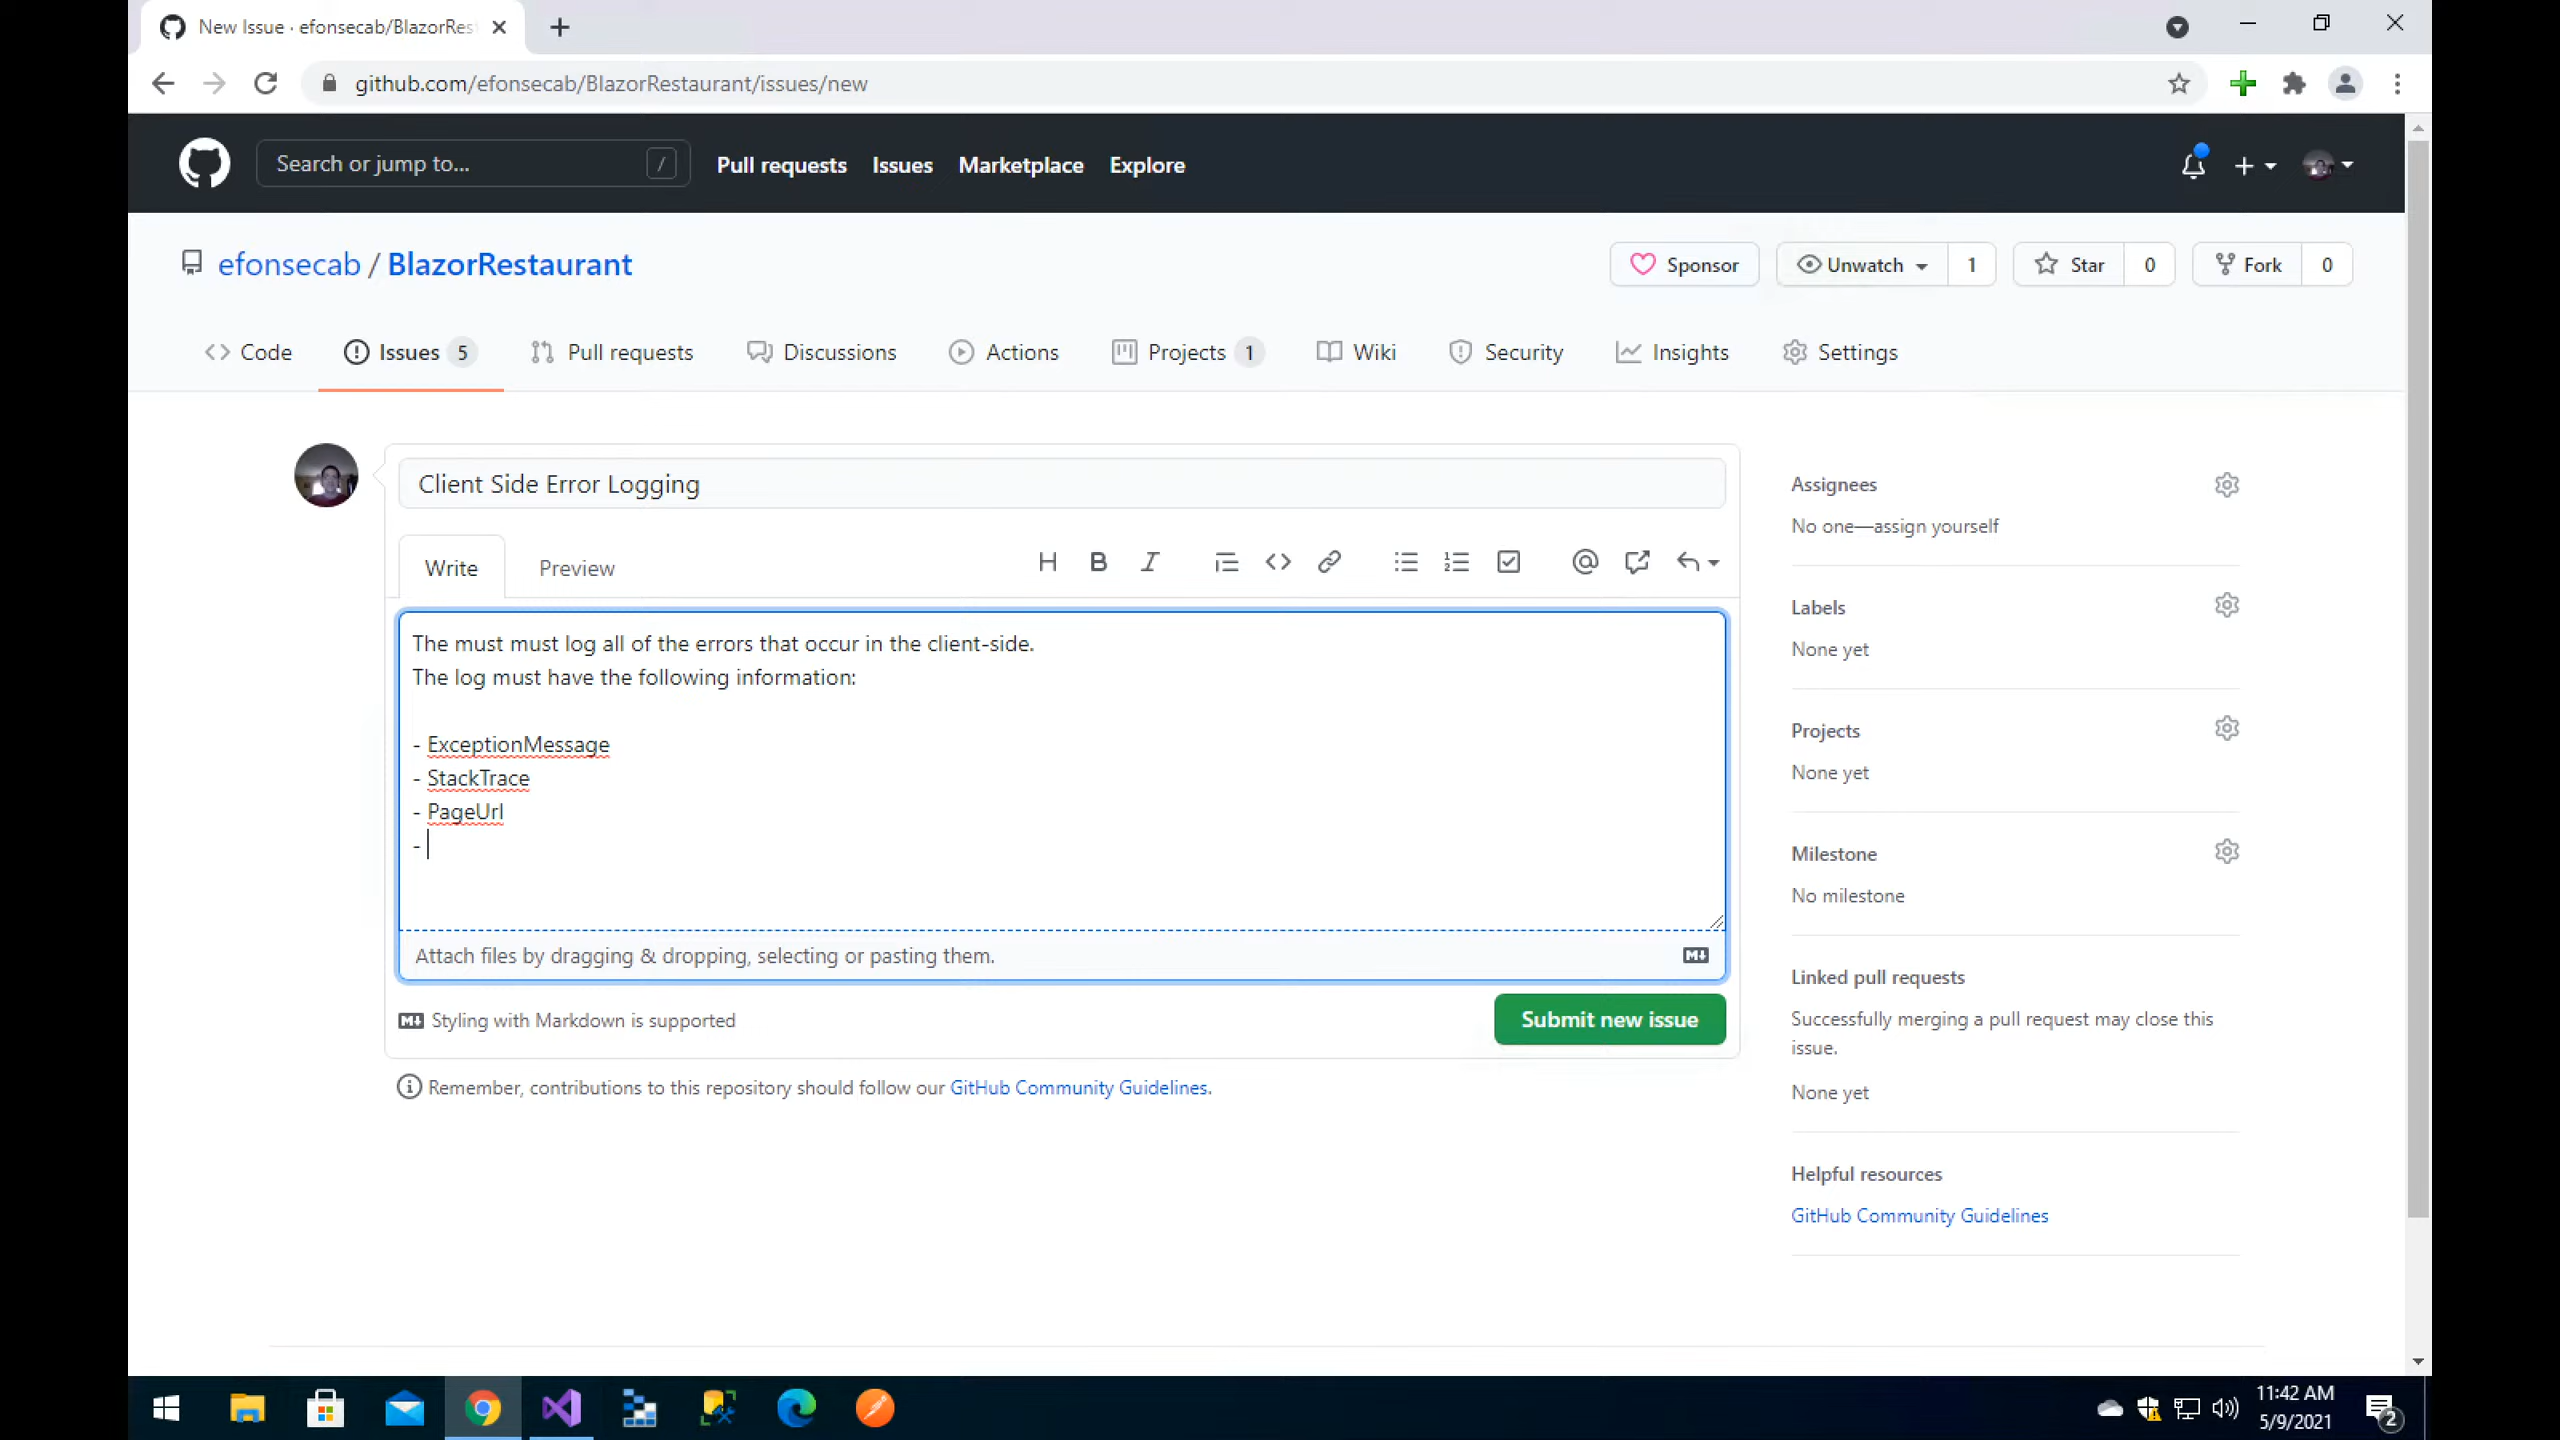 New Issue · efonsecab/BlazorRes
github.com/efonsecab/BlazorRestaurant/issues/new
Search or jump to...
/
Pull requests
Issues
Marketplace
Explore
efonsecab / BlazorRestaurant
Sponsor
Unwatch
1
Star
0
Fork
0
Code
Issues 5
Pull requests
Discussions
Actions
Projects 1
Wiki
Security
Insights
Settings
Client Side Error Logging
Write
Preview
The must must log all of the errors that occur in the client-side.
The log must have the following information:
- ExceptionMessage
- StackTrace
- PageUrl
-
Attach files by dragging & dropping, selecting or pasting them.
Styling with Markdown is supported
Submit new issue
Remember, contributions to this repository should follow our GitHub Community Guidelines.
Assignees
No one—assign yourself
Labels
None yet
Projects
None yet
Milestone
No milestone
Linked pull requests
Successfully merging a pull request may close this
issue.
None yet
Helpful resources
GitHub Community Guidelines
11:42 AM
5/9/2021
2